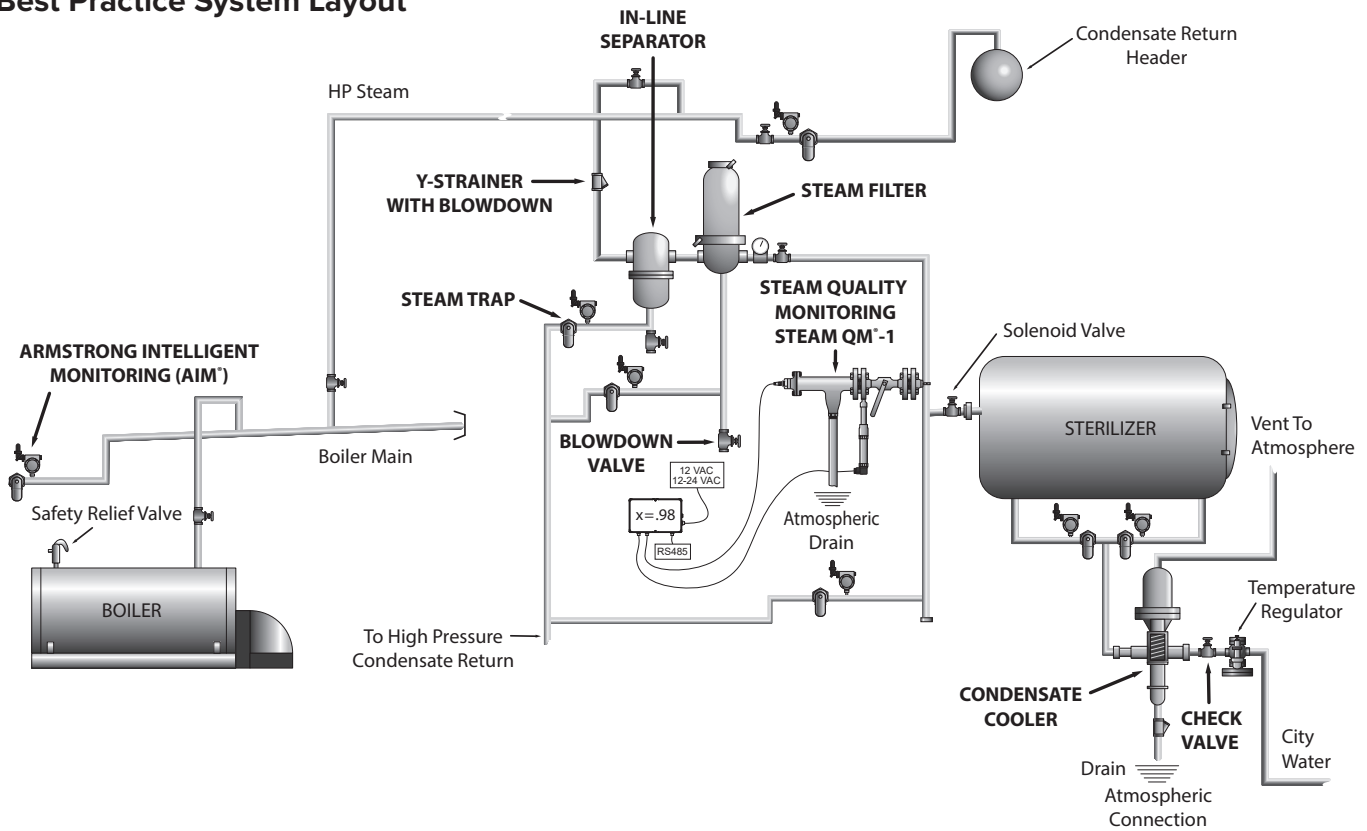 Best Practice System Layout
IN-LINE
SEPARATOR
Condensate Return
Header
HP Steam
Y-STRAINER
WITH BLOWDOWN
STEAM FILTER
STEAM TRAP
STEAM QUALITY
MONITORING
STEAM QM®-1
Solenoid Valve
ARMSTRONG INTELLIGENT
MONITORING (AIM®)
STERILIZER
Vent To
Atmosphere
Boiler Main
BLOWDOWN
VALVE
12 VAC
12-24 VAC
x=.98
RS485
Atmospheric
Drain
Safety Relief Valve
BOILER
To High Pressure
Condensate Return
Temperature
Regulator
CONDENSATE
COOLER
CHECK
VALVE
City
Water
Drain
Atmospheric
Connection